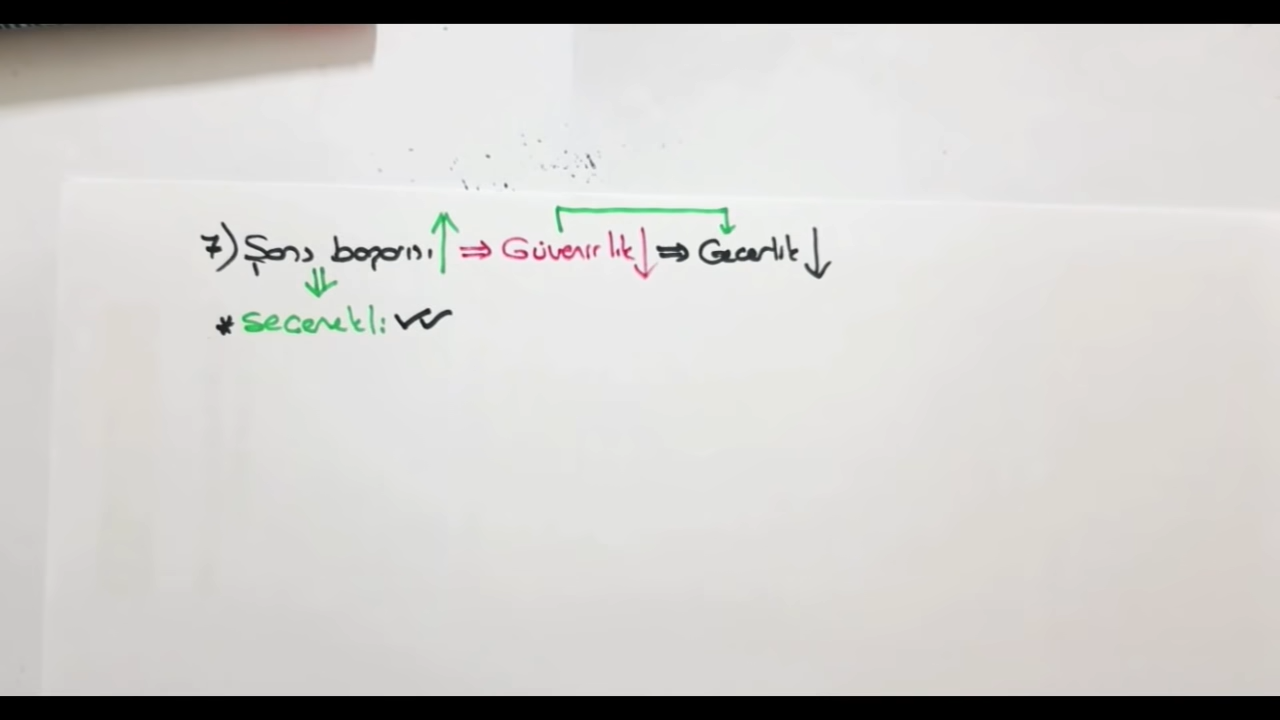 7) Şans başarısı ↑ ⇒ Güvenirlik ↓ ⇒ Geçerlik ↓
* seçenekli ✓✓